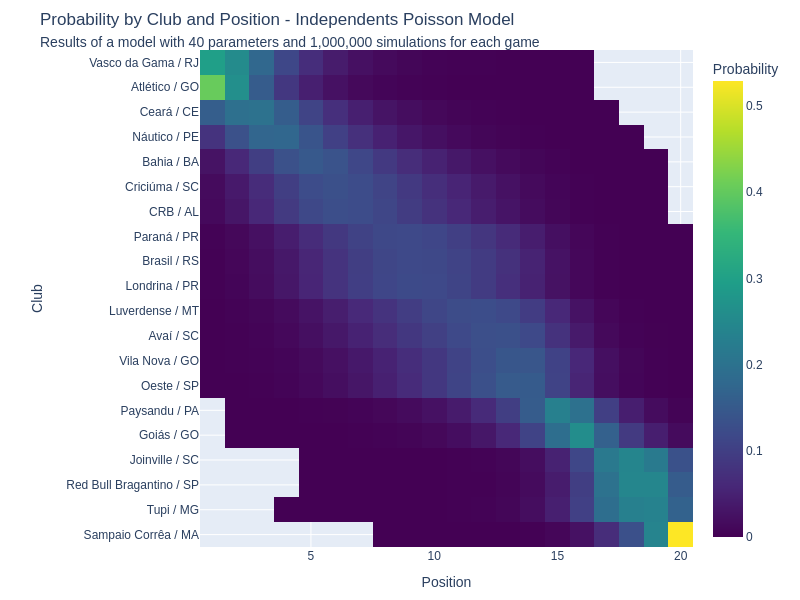 Probability by Club and Position - Independents Poisson Model
Results of a model with 40 parameters and 1,000,000 simulations for each game
Probability
Vasco da Gama / RJ
Atlético / GO
Ceará / CE
Náutico / PE
Bahia / BA
Criciúma / SC
CRB / AL
Paraná / PR
Brasil / RS
Londrina / PR
Luverdense / MT
Avaí / SC
Vila Nova / GO
Oeste / SP
Paysandu / PA
Goiás / GO
Joinville / SC
Red Bull Bragantino / SP
Tupi / MG
Sampaio Corrêa / MA
Club
5
10
15
20
Position
0.5
0.4
0.3
0.2
0.1
0